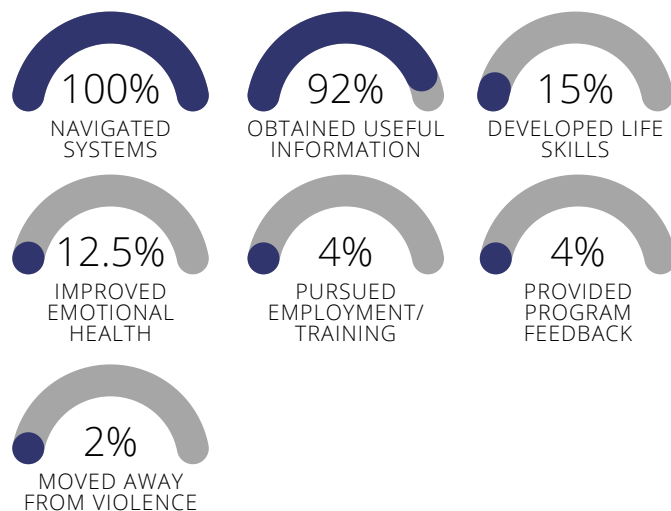 100%
NAVIGATED
SYSTEMS
92%
OBTAINED USEFUL
INFORMATION
15%
DEVELOPED LIFE
SKILLS
12.5%
IMPROVED
EMOTIONAL
HEALTH
4%
PURSUED
EMPLOYMENT/
TRAINING
4%
PROVIDED
PROGRAM
FEEDBACK
2%
MOVED AWAY
FROM VIOLENCE